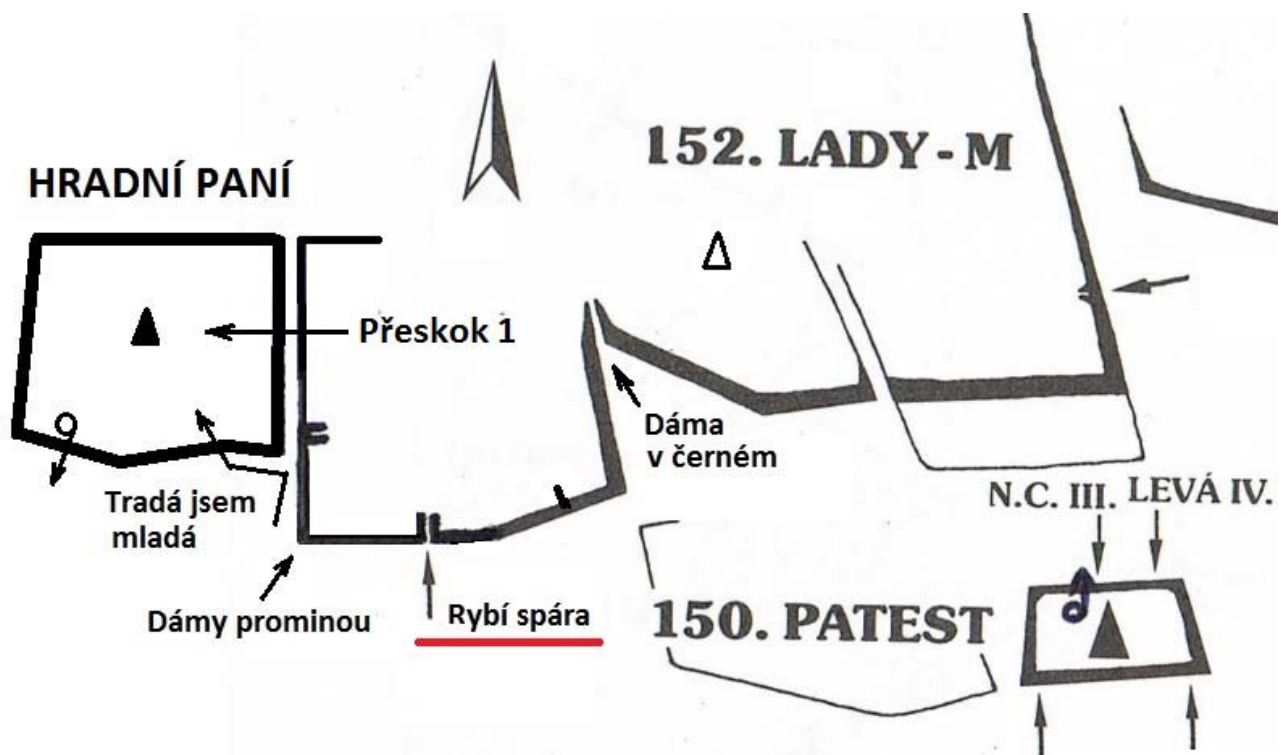 152. LADY - M
HRADNÍ PANÍ
Přeskok 1
Dáma
v černém
Tradá jsem
mladá
N.C. III. LEVÁ IV.
Dámy prominou
Rybí spára
150. PATEST